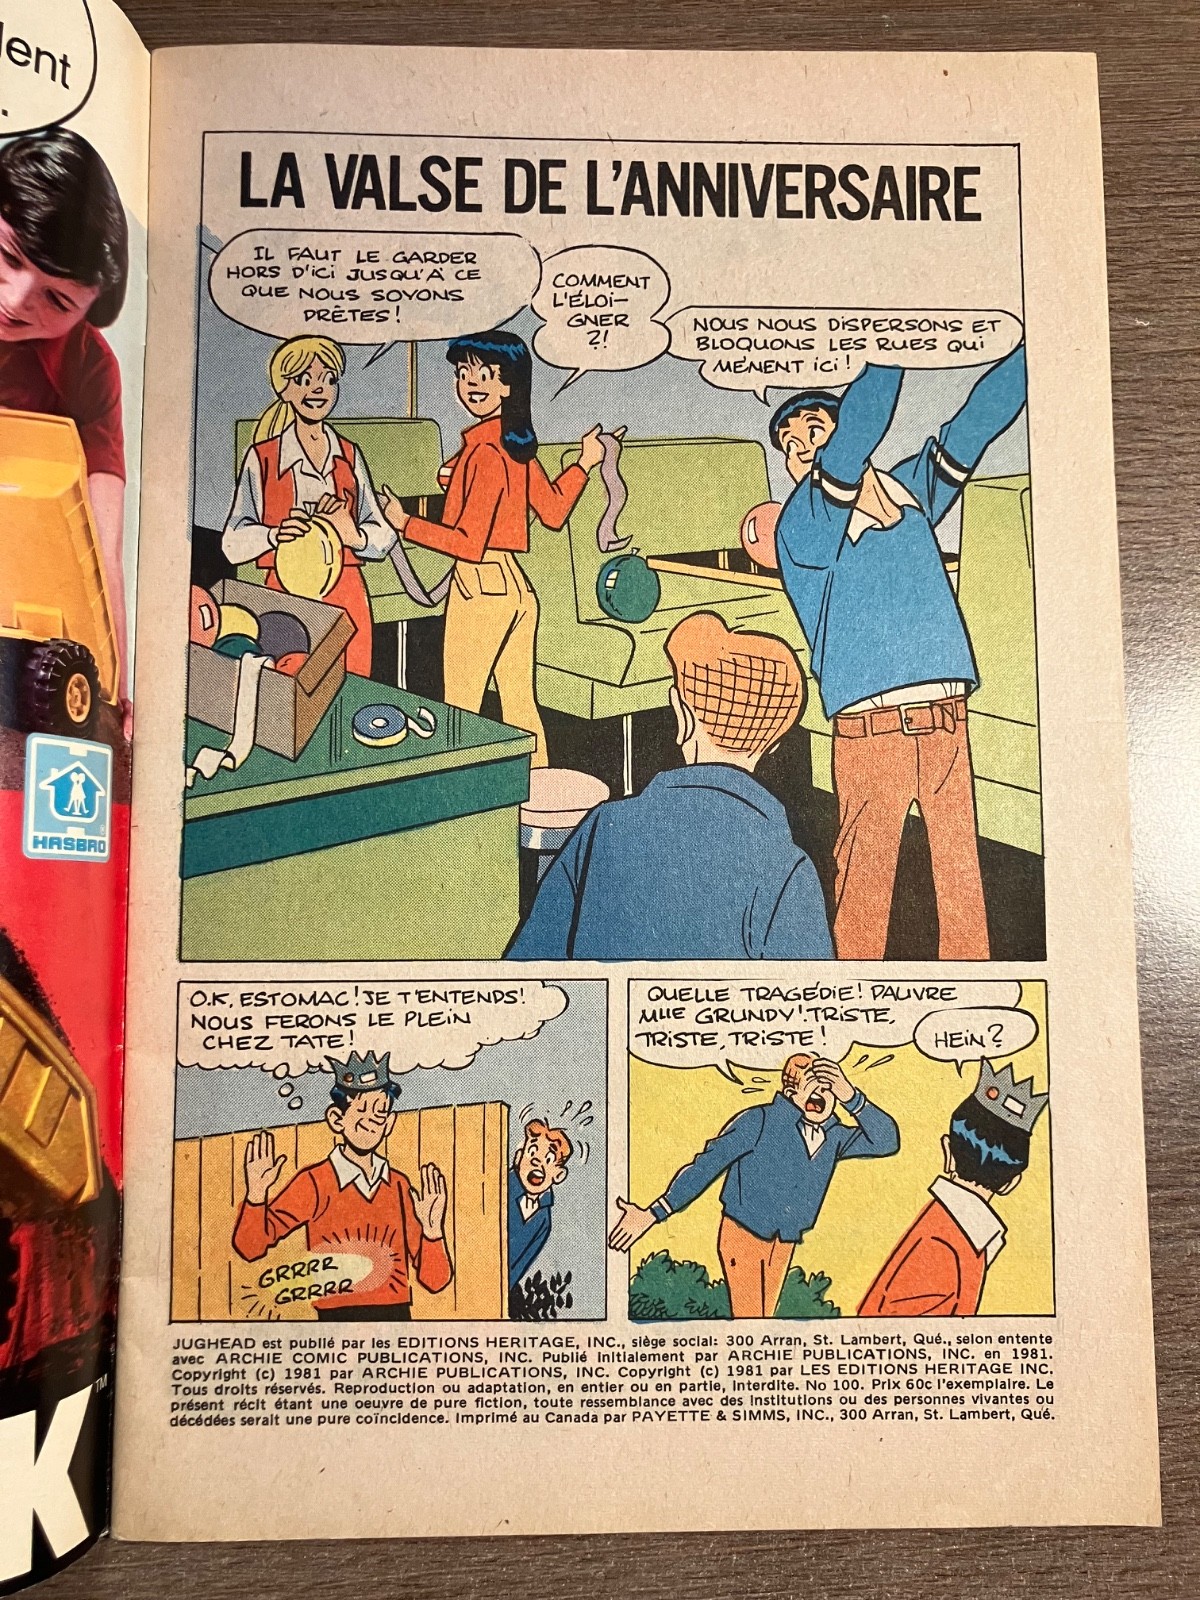 LA VALSE DE L'ANNIVERSAIRE
IL FAUT LE GARDER
HORS D'ICI JUSQU'À CE
QUE NOUS SOYONS
PRÊTES!
COMMENT
L'ÉLOI-
GNER
?!
NOUS NOUS DISPERSONS ET
BLOQUONS LES RUES QUI
MÈNENT ICI!
O.K. ESTOMAC! JE T'ENTENDS!
NOUS FERONS LE PLEIN
CHEZ TATE!
GRRRR
GRRRR
QUELLE TRAGÉDIE! PAUVRE
Mlle GRUNDY! TRISTE,
TRISTE, TRISTE!
HEIN?
JUGHEAD est publié par les EDITIONS HERITAGE, INC., siège social: 300 Arran, St. Lambert, Qué., selon entente
avec ARCHIE COMIC PUBLICATIONS, INC. Publié initialement par ARCHIE PUBLICATIONS, INC. en 1981.
Copyright (c) 1981 par ARCHIE PUBLICATIONS, INC. Copyright (c) 1981 par LES EDITIONS HERITAGE INC.
Tous droits réservés. Reproduction ou adaptation, en entier ou en partie, interdite. No 100. Prix 60c l'exemplaire. Le
présent récit étant une oeuvre de pure fiction, toute ressemblance avec des institutions ou des personnes vivantes ou
décédées serait une pure coïncidence. Imprimé au Canada par PAYETTE & SIMMS, INC., 300 Arran, St. Lambert, Qué.
HASBRO
®
TM
K